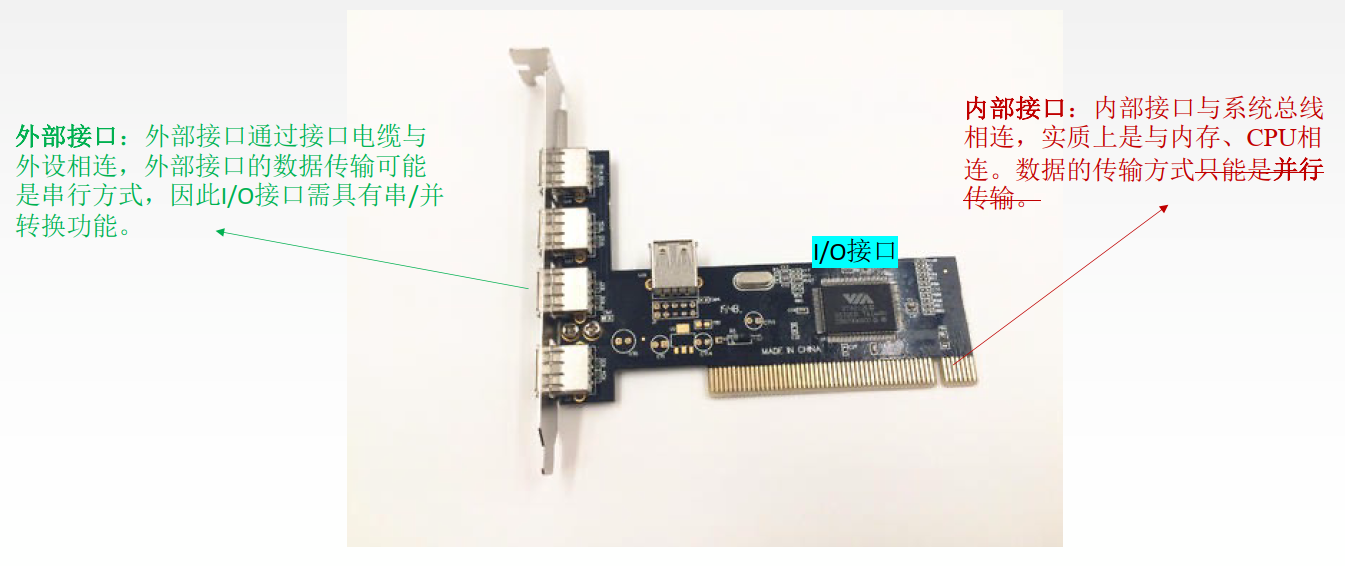 外部接口：外部接口通过接口电缆与
外设相连，外部接口的数据传输可能
是串行方式，因此I/O接口需具有串/并
转换功能。
内部接口：内部接口与系统总线
相连，实质上是与内存、CPU相
连。数据的传输方式只能是并行
传输。
I/O接口
VIA
MADE IN CHINA